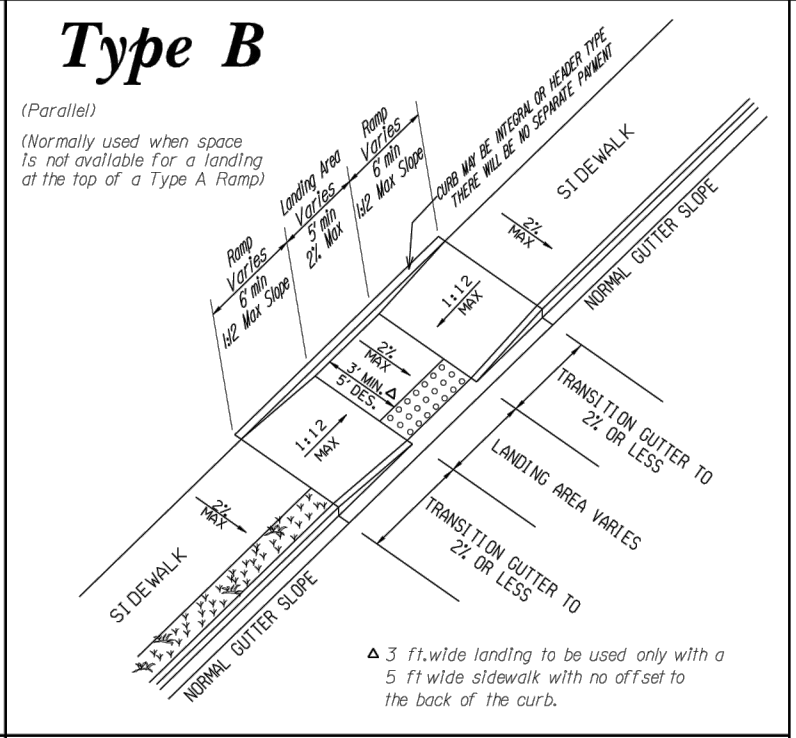 Type B
(Parallel)
(Normally used when space
is not available for a landing
at the top of a Type A Ramp)
Ramp
Varies
6' min
1:12 Max Slope
Landing Area
Varies
5' min
2% Max
Ramp
Varies
6' min
1:12 Max Slope
CURB MAY BE INTEGRAL OR HEADER TYPE
THERE WILL BE NO SEPARATE PAYMENT
SIDEWALK
2%
MAX
NORMAL GUTTER SLOPE
1:12
MAX
2%
MAX
3' MIN. Δ
5' DES.
1:12
MAX
2%
MAX
SIDEWALK
NORMAL GUTTER SLOPE
TRANSITION GUTTER TO
2% OR LESS
LANDING AREA VARIES
TRANSITION GUTTER TO
2% OR LESS
Δ 3 ft.wide landing to be used only with a
5 ft wide sidewalk with no offset to
the back of the curb.